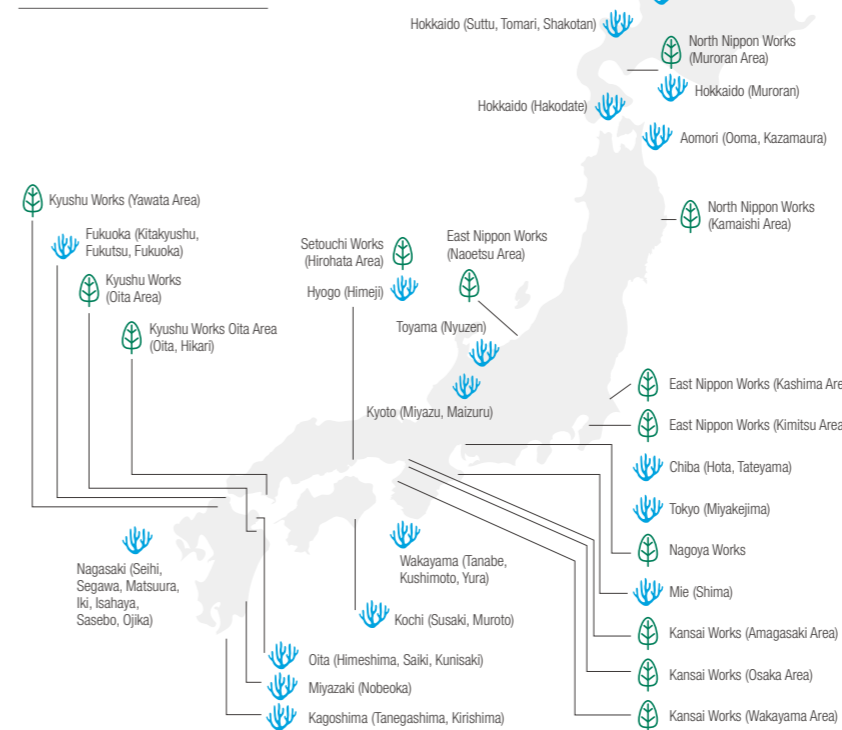 Hokkaido (Suttu, Tomari, Shakotan)
North Nippon Works
(Muroran Area)
Hokkaido (Muroran)
Hokkaido (Hakodate)
Aomori (Ooma, Kazamaura)
North Nippon Works
(Kamaishi Area)
Kyushu Works (Yawata Area)
Fukuoka (Kitakyushu,
Fukutsu, Fukuoka)
Kyushu Works
(Oita Area)
Kyushu Works Oita Area
(Oita, Hikari)
Setouchi Works
(Hirohata Area)
Hyogo (Himeji)
East Nippon Works
(Naoetsu Area)
Toyama (Nyuzen)
Kyoto (Miyazu, Maizuru)
East Nippon Works (Kashima Are
East Nippon Works (Kimitsu Area
Chiba (Hota, Tateyama)
Tokyo (Miyakejima)
Nagoya Works
Mie (Shima)
Kansai Works (Amagasaki Area)
Kansai Works (Osaka Area)
Kansai Works (Wakayama Area)
Wakayama (Tanabe,
Kushimoto, Yura)
Kochi (Susaki, Muroto)
Nagasaki (Seihi,
Segawa, Matsuura,
Iki, Isahaya,
Sasebo, Ojika)
Oita (Himeshima, Saiki, Kunisaki)
Miyazaki (Nobeoka)
Kagoshima (Tanegashima, Kirishima)